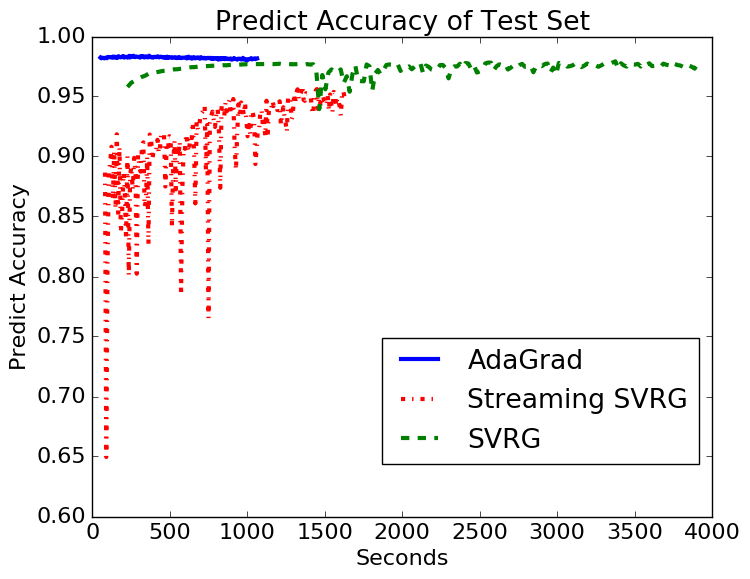 Predict Accuracy of Test Set
1.00
0.95
0.90
0.85
0.80
0.75
0.70
0.65
0.60
Predict Accuracy
AdaGrad
Streaming SVRG
SVRG
0 500 1000 1500 2000 2500 3000 3500 4000
Seconds